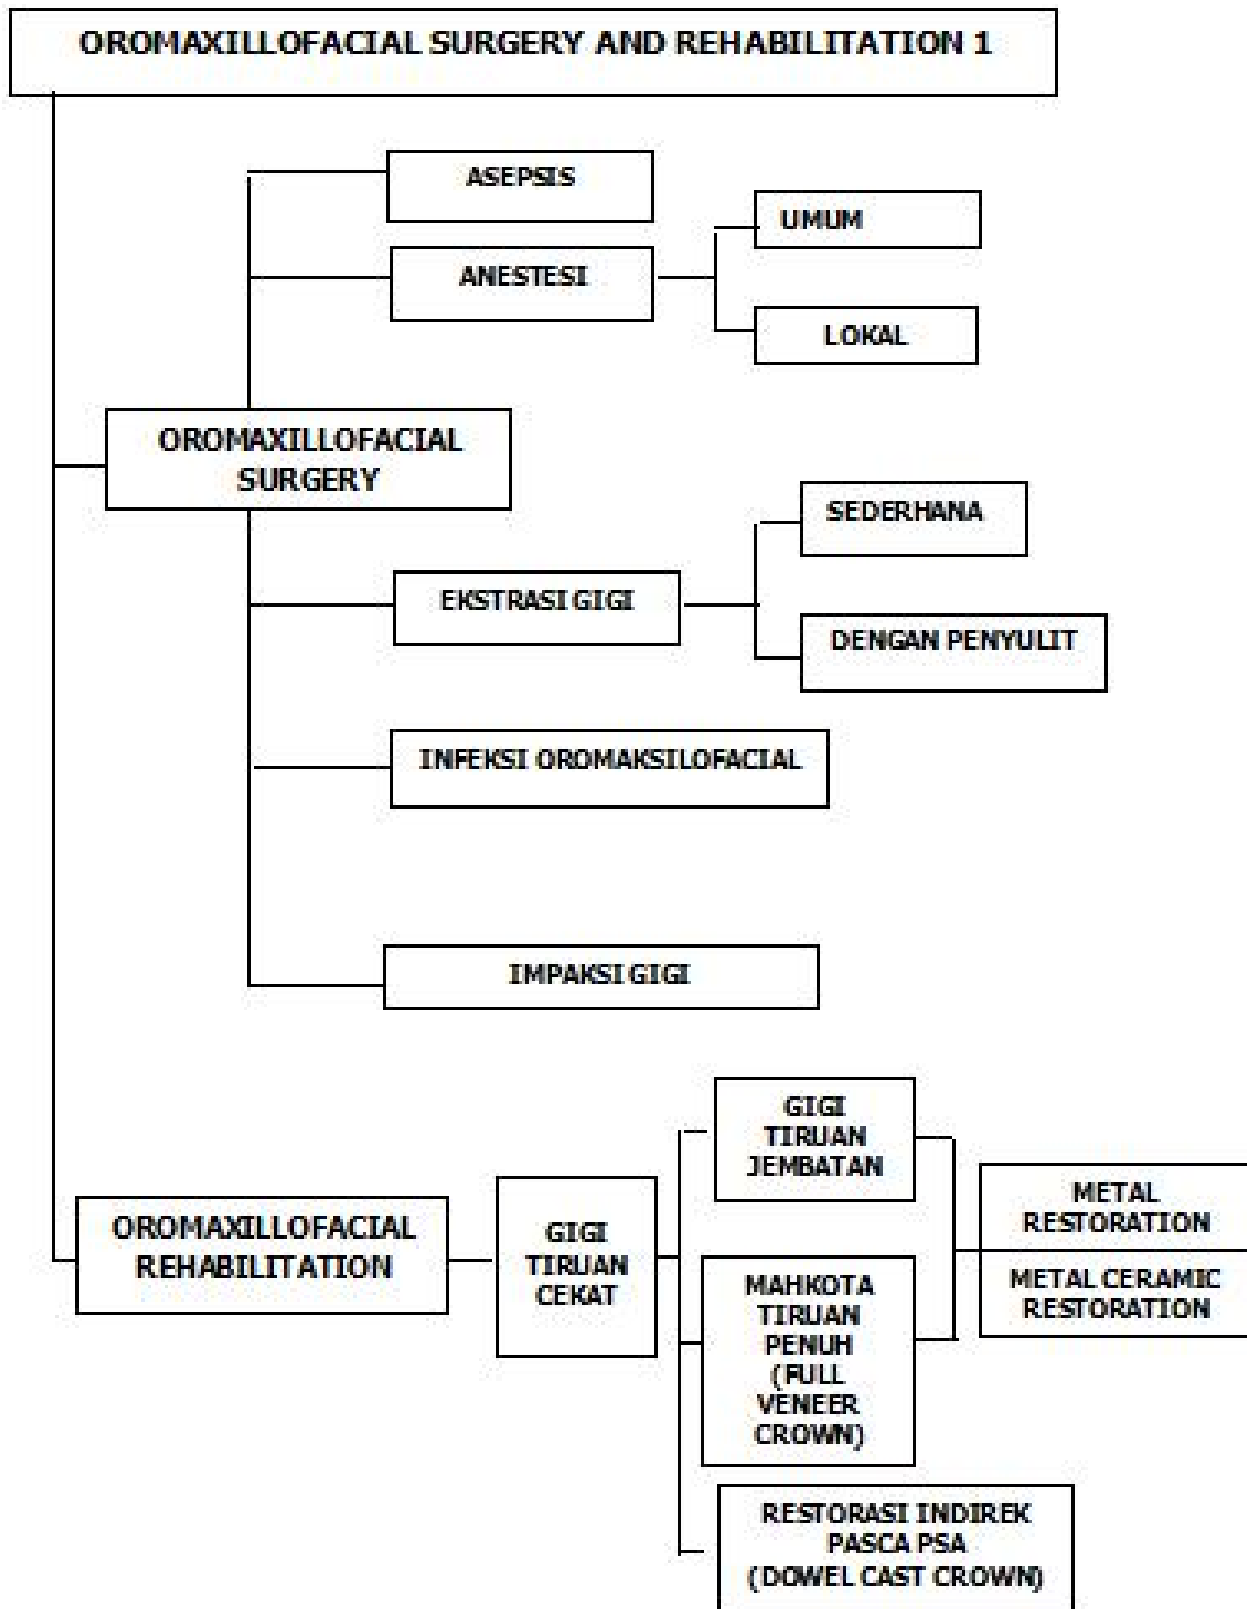 OROMAXILLOFACIAL SURGERY AND REHABILITATION 1
ASEPSIS
UMUM
ANESTESI
LOKAL
OROMAXILLOFACIAL
SURGERY
SEDERHANA
EKSTRASI GIGI
DENGAN PENYULIT
INFEKSI OROMAKSILOFACIAL
IMPAKSI GIGI
OROMAXILLOFACIAL
REHABILITATION
GIGI
TIRUAN
CEKAT
GIGI
TIRUAN
JEMBATAN
MAHKOTA
TIRUAN
PENUH
(FULL
VENEER
CROWN)
METAL
RESTORATION
METAL CERAMIC
RESTORATION
RESTORASI INDIREK
PASCA PSA
(DOWEL CAST CROWN)